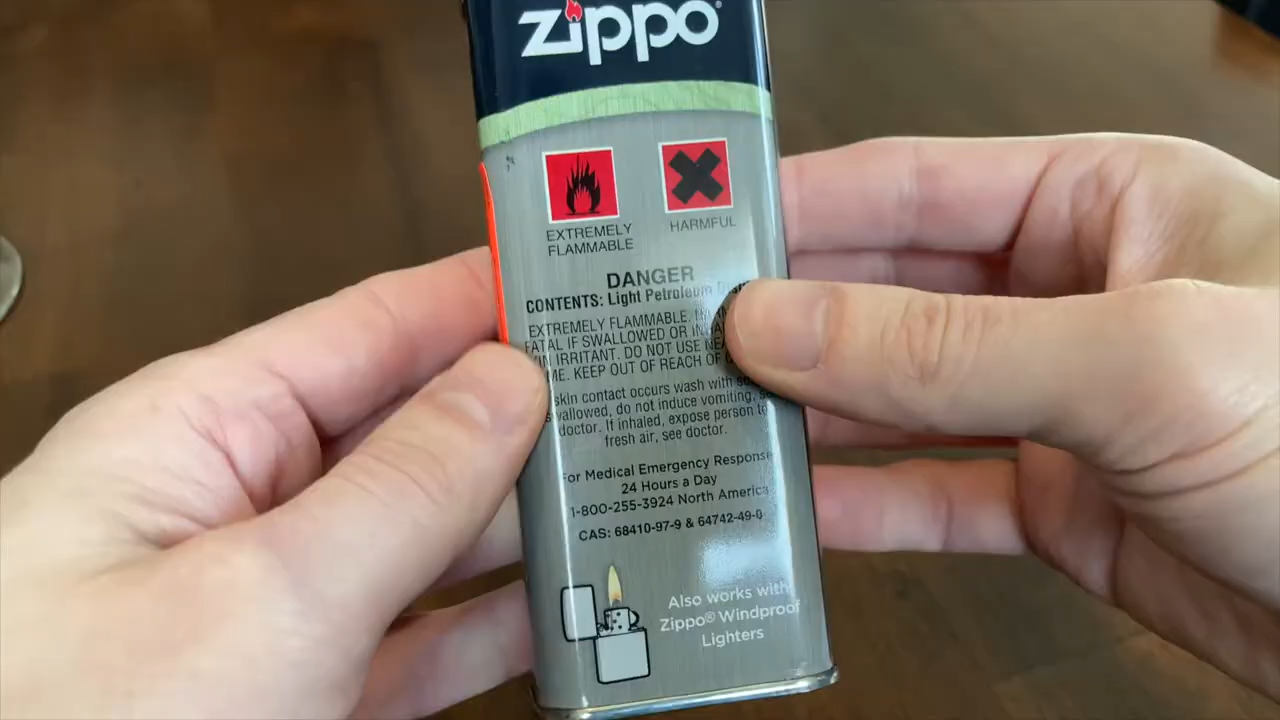 zippo®
EXTREMELY
FLAMMABLE
HARMFUL
DANGER
CONTENTS: Light Petroleum
EXTREMELY FLAMMABLE.
FATAL IF SWALLOWED OR
IRRITANT. DO NOT USE
KEEP OUT OF REACH OF
skin contact occurs wash with
do not induce vomiting,
doctor. If inhaled, expose person to
fresh air, see doctor.
For Medical Emergency Response
24 Hours a Day
1-800-255-3924 North America
CAS: 68410-97-9 & 64742-49-0
Also works with
Zippo® Windproof
Lighters